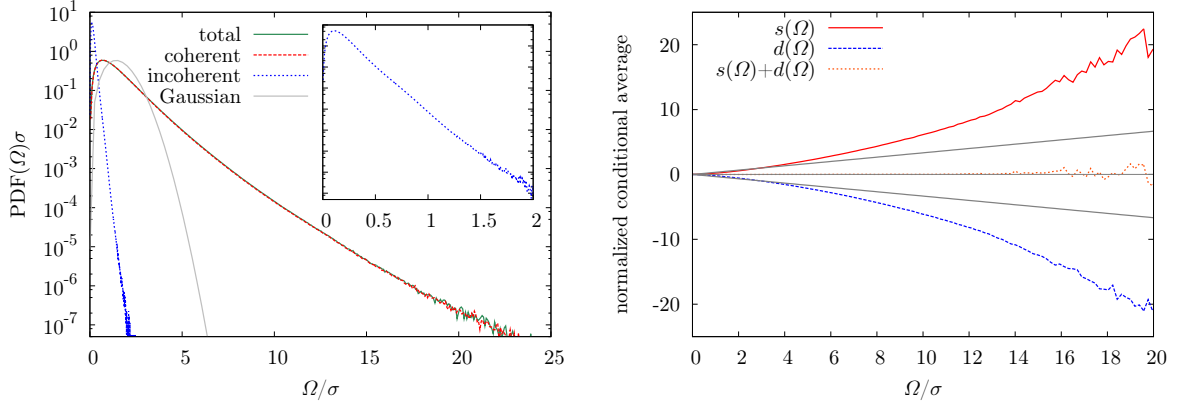 10^1
10^0
10^-1
10^-2
10^-3
10^-4
10^-5
10^-6
10^-7
PDF(Ω)σ
total
coherent
incoherent
Gaussian
0 0.5 1 1.5 2
0 5 10 15 20 25
Ω/σ
normalized conditional average
20
10
0
-10
-20
s(Ω)
d(Ω)
s(Ω)+d(Ω)
0 2 4 6 8 10 12 14 16 18 20
Ω/σ